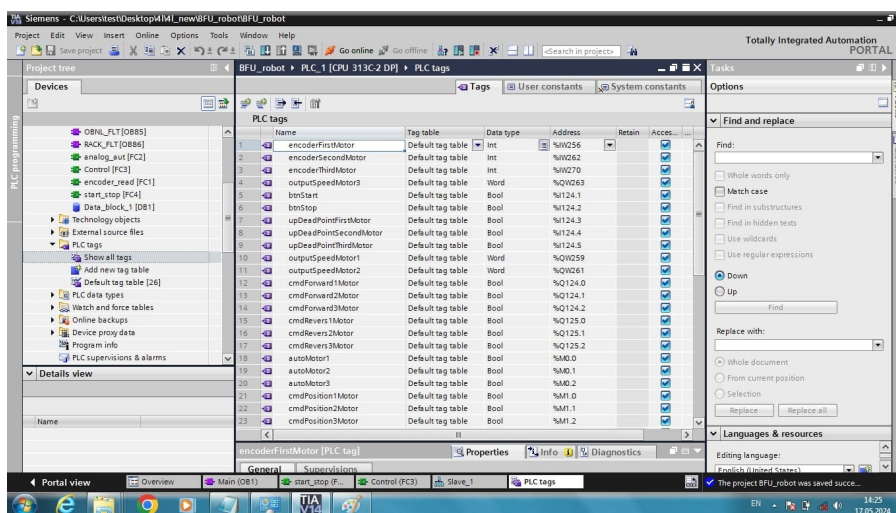 Siemens - C:\Users\test\Desktop\MiMI_new\BFU_robot\BFU_robot
Project Edit View Insert Online Options Tools Window Help
Save project Go online Go offline <Search in project>
Totally Integrated Automation
PORTAL
Project tree
BFU_robot ▸ PLC_1 [CPU 313C-2 DP] ▸ PLC tags
Tasks
Devices
Tags User constants System constants
Options
PLC programming
PLC tags
Name Tag table Data type Address Retain Acces... ...
1 encoderFirstMotor Default tag table Int %IW256
2 encoderSecondMotor Default tag table Int %IW262
3 encoderThirdMotor Default tag table Int %IW270
4 outputSpeedMotor3 Default tag table Word %QW263
5 btnStart Default tag table Bool %I124.1
6 btnStop Default tag table Bool %I124.2
7 upDeadPointFirstMotor Default tag table Bool %I124.3
8 upDeadPointSecondMotor Default tag table Bool %I124.4
9 upDeadPointThirdMotor Default tag table Bool %I124.5
10 outputSpeedMotor1 Default tag table Word %QW259
11 outputSpeedMotor2 Default tag table Word %QW261
12 cmdForward1Motor Default tag table Bool %Q124.0
13 cmdForward2Motor Default tag table Bool %Q124.1
14 cmdForward3Motor Default tag table Bool %Q124.2
15 cmdRevers1Motor Default tag table Bool %Q125.0
16 cmdRevers2Motor Default tag table Bool %Q125.1
17 cmdRevers3Motor Default tag table Bool %Q125.2
18 autoMotor1 Default tag table Bool %M0.0
19 autoMotor2 Default tag table Bool %M0.1
20 autoMotor3 Default tag table Bool %M0.2
21 cmdPosition1Motor Default tag table Bool %M1.0
22 cmdPosition2Motor Default tag table Bool %M1.1
23 cmdPosition3Motor Default tag table Bool %M1.2
OBNL_FLT [OB85]
RACK_FLT [OB86]
analog_aut [FC2]
Control [FC3]
encoder_read [FC1]
start_stop [FC4]
Data_block_1 [DB1]
Technology objects
External source files
PLC tags
Show all tags
Add new tag table
Default tag table [26]
PLC data types
Watch and force tables
Online backups
Device proxy data
Program info
PLC supervisions & alarms
Details view
Name
Find and replace
Find:
Whole words only
Match case
Find in substructures
Find in hidden texts
Use wildcards
Use regular expressions
Down
Up
Find
Replace with:
Whole document
From current position
Selection
Replace Replace all
Languages & resources
Editing language:
English (United States)
encoderFirstMotor [PLC tag]
Properties Info Diagnostics
General Supervisions
Portal view Overview Main (OB1) start_stop (F... Control (FC3) Slave_1 PLC tags
The project BFU_robot was saved succe...
TIA V14
EN 14:25
17.05.2024